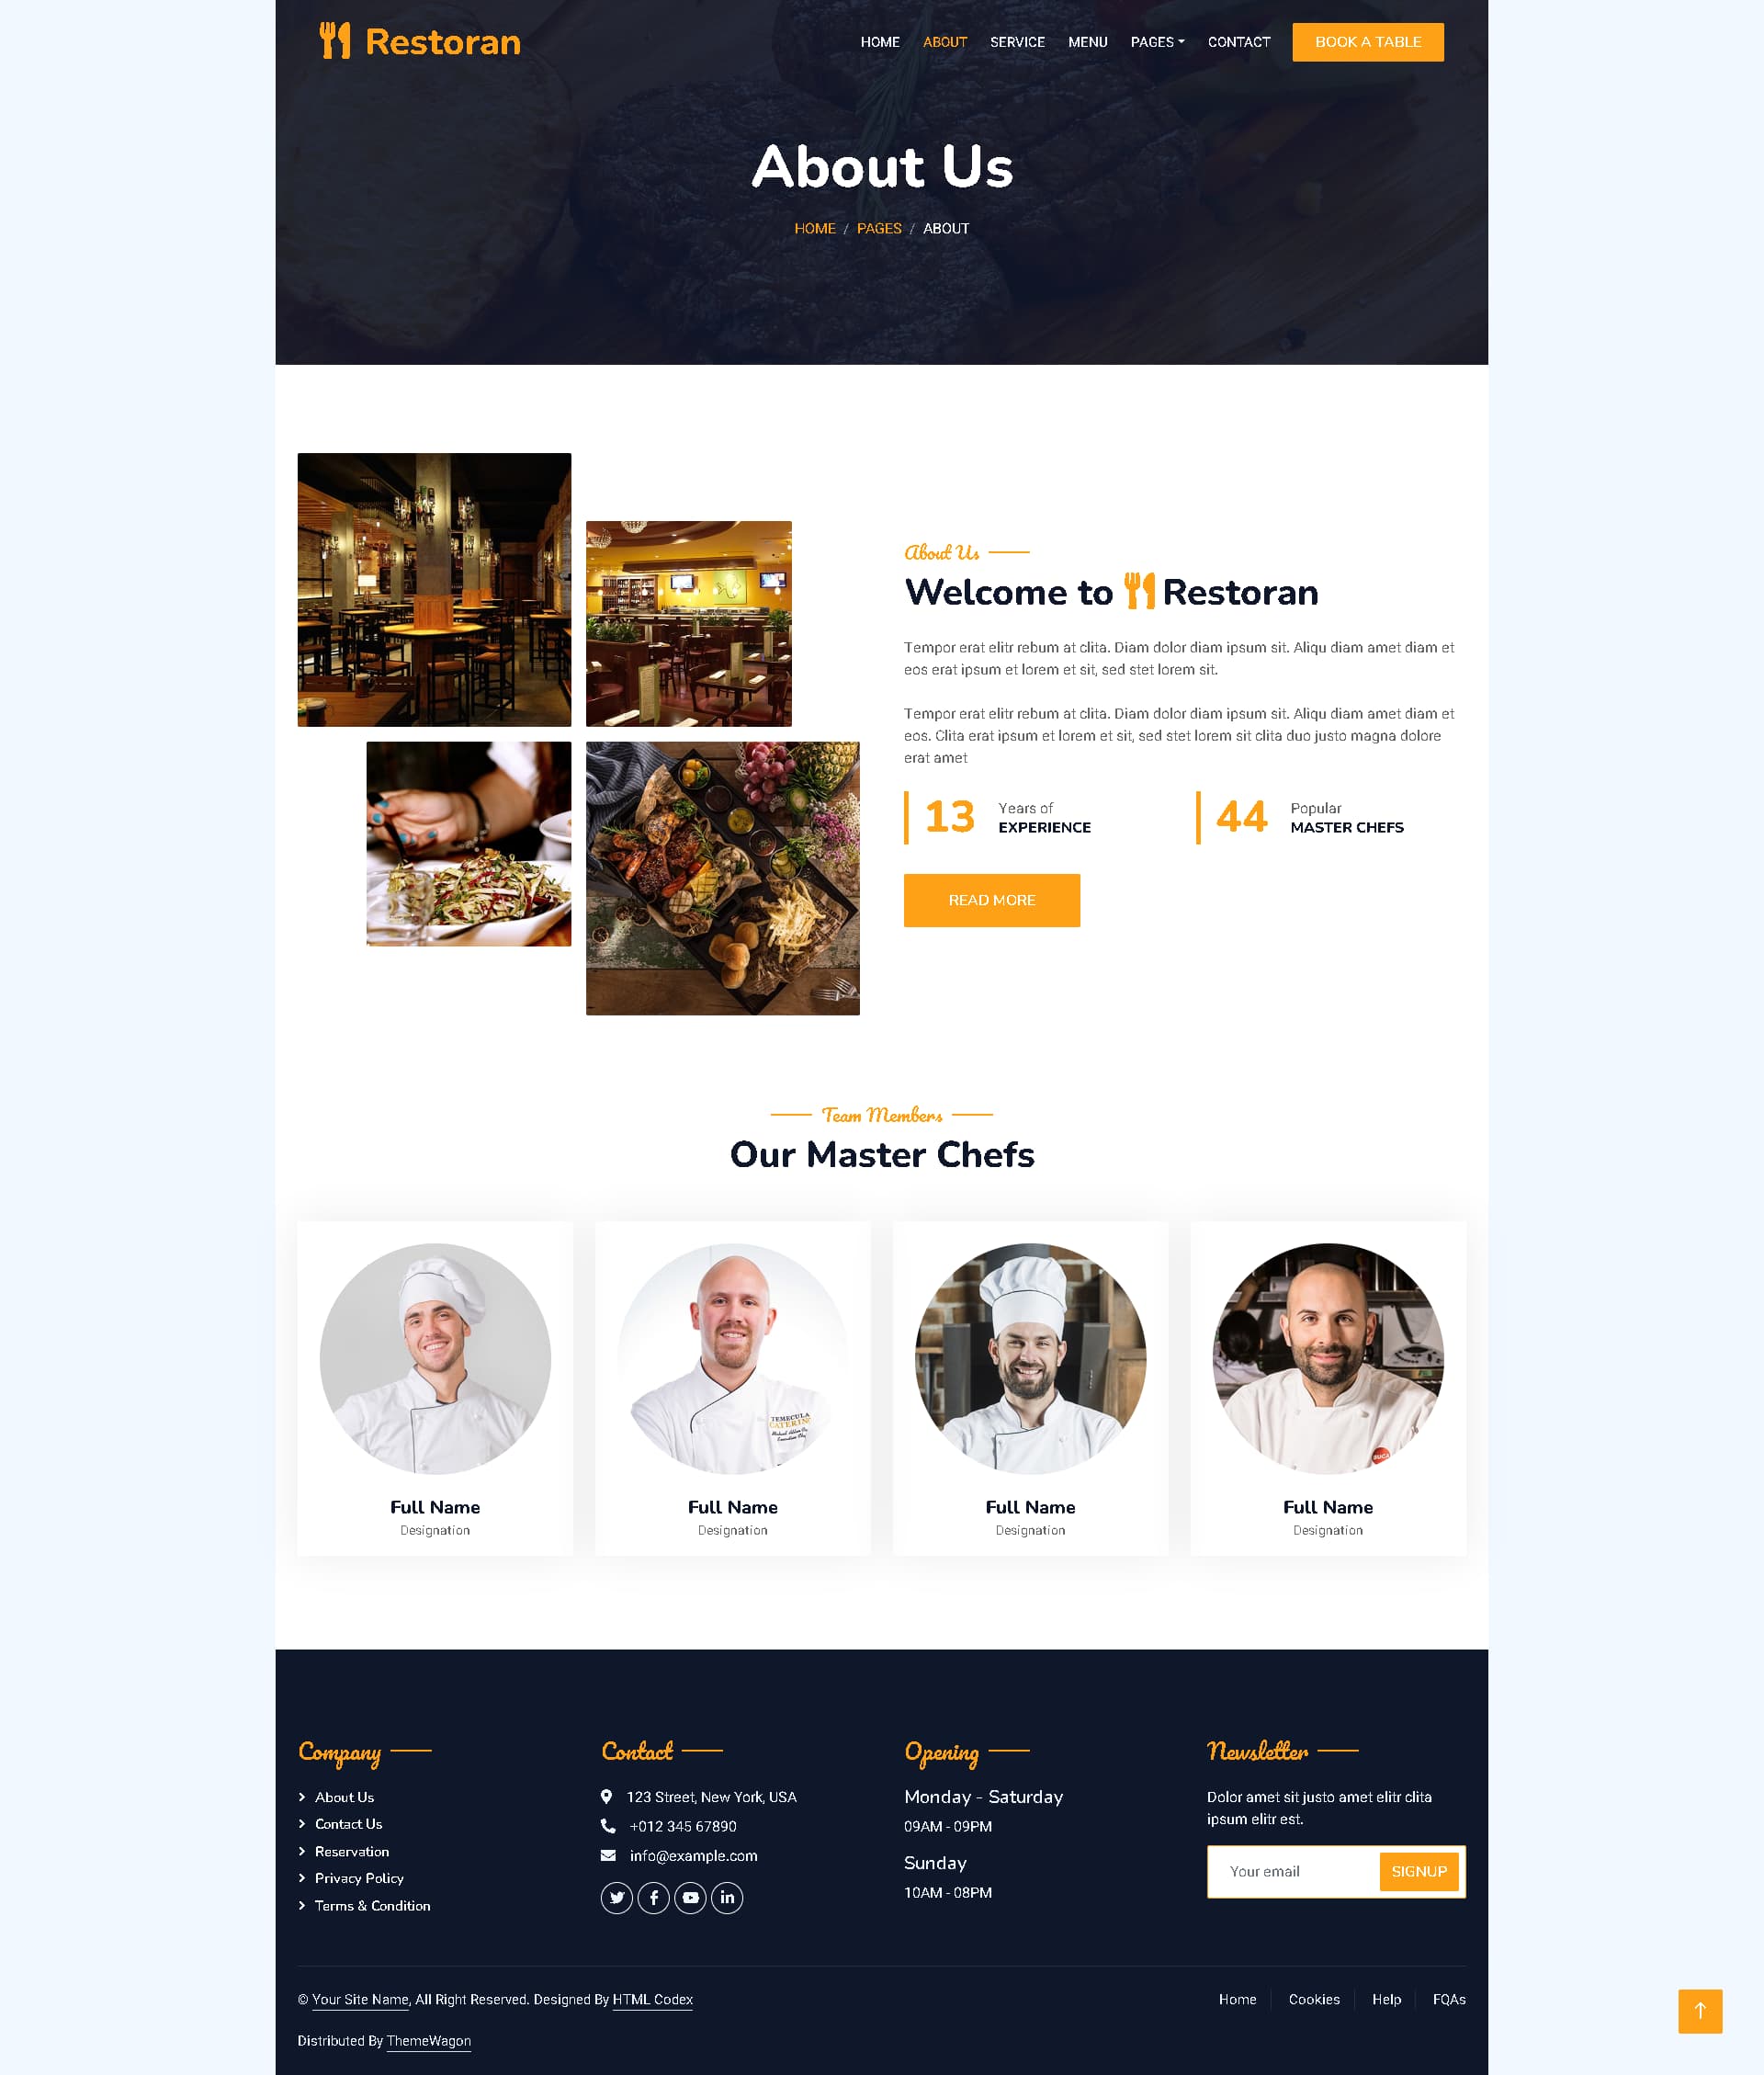 Restoran
HOME ABOUT SERVICE MENU PAGES CONTACT BOOK A TABLE
About Us
HOME / PAGES / ABOUT
About Us
Welcome to Restoran
Tempor erat elitr rebum at clita. Diam dolor diam ipsum sit. Aliqu diam amet diam et
eos erat ipsum et lorem et sit, sed stet lorem sit.
Tempor erat elitr rebum at clita. Diam dolor diam ipsum sit. Aliqu diam amet diam et
eos. Clita erat ipsum et lorem et sit, sed stet lorem sit clita duo justo magna dolore
erat amet
13 Years of
EXPERIENCE
44 Popular
MASTER CHEFS
READ MORE
Team Members
Our Master Chefs
TEMECULA
Full Name
Designation
Full Name
Designation
Full Name
Designation
Full Name
Designation
Company
About Us
Contact Us
Reservation
Privacy Policy
Terms & Condition
Contact
123 Street, New York, USA
+012 345 67890
info@example.com
Opening
Monday - Saturday
09AM - 09PM
Sunday
10AM - 08PM
Newsletter
Dolor amet sit justo amet elitr clita
ipsum elitr est.
Your email SIGNUP
© Your Site Name, All Right Reserved. Designed By HTML Codex
Distributed By ThemeWagon
Home Cookies Help FQAs